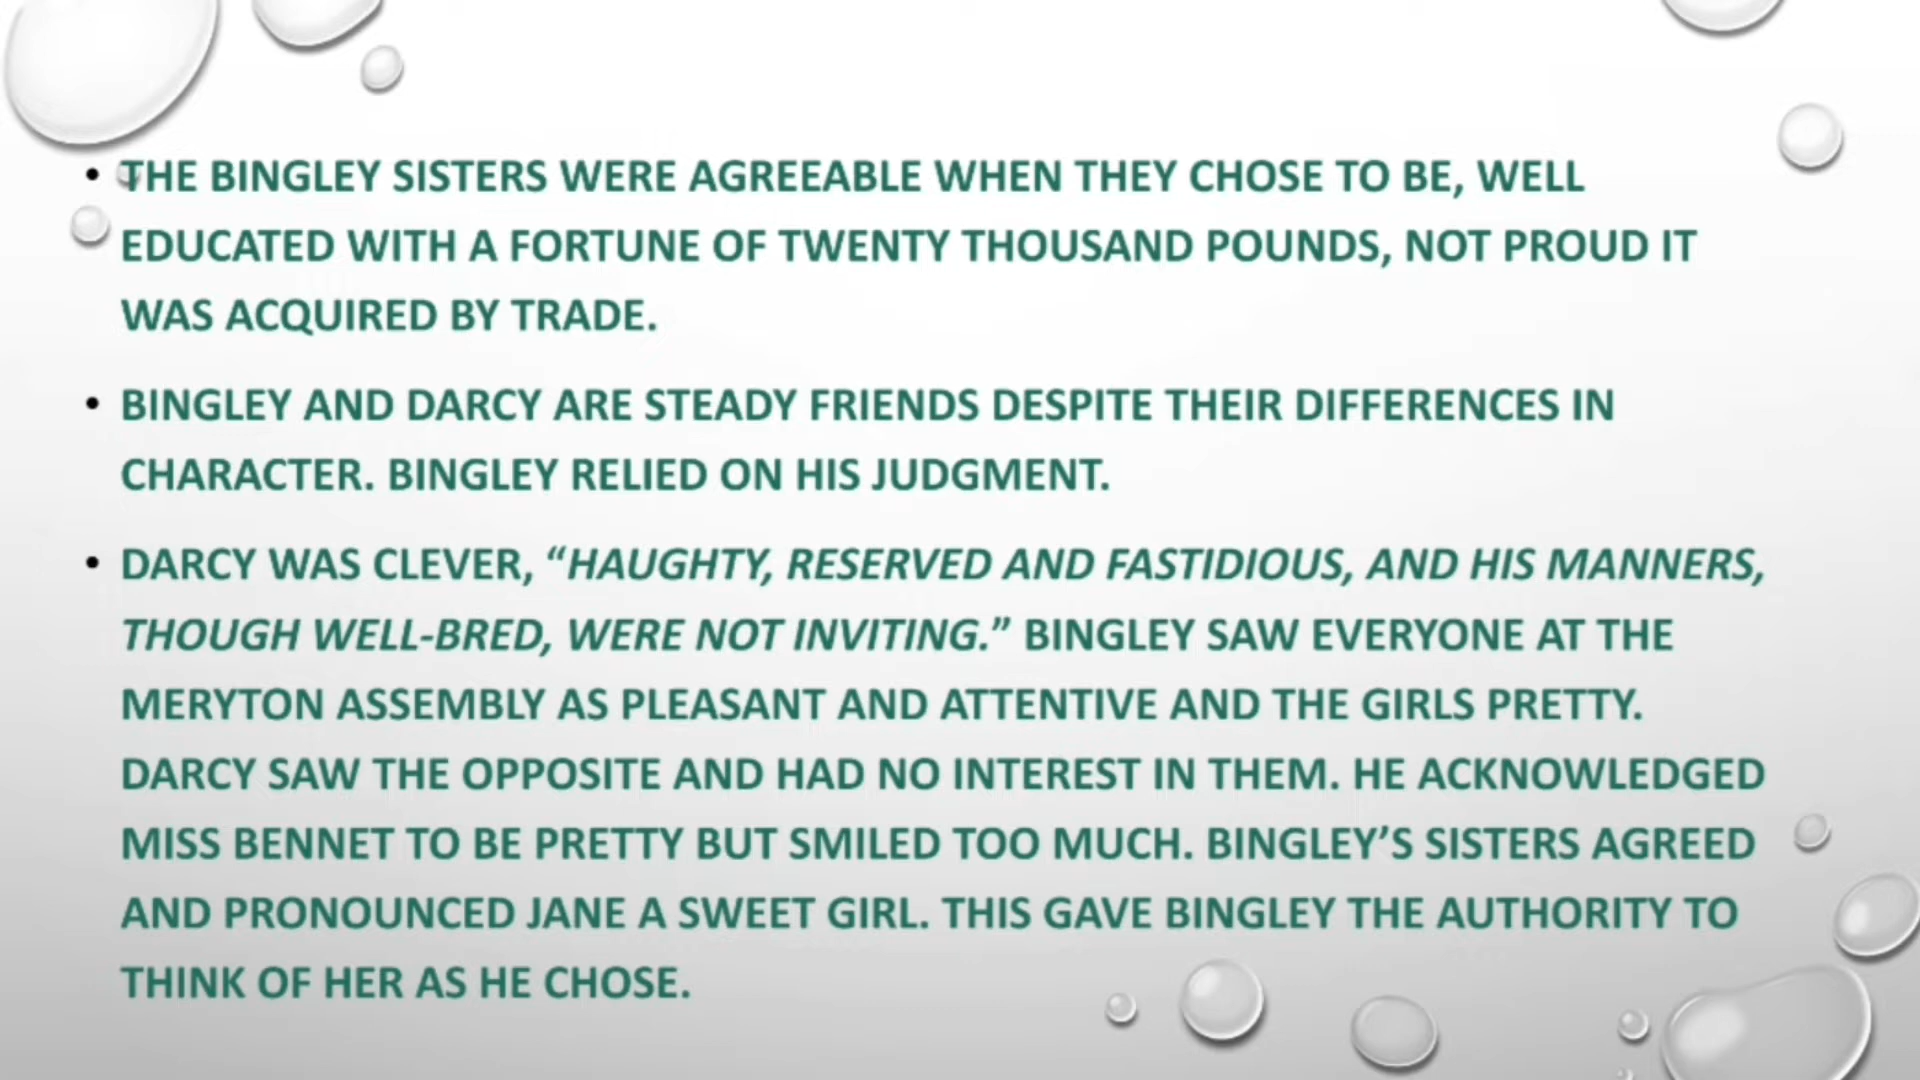 • THE BINGLEY SISTERS WERE AGREEABLE WHEN THEY CHOSE TO BE, WELL
EDUCATED WITH A FORTUNE OF TWENTY THOUSAND POUNDS, NOT PROUD IT
WAS ACQUIRED BY TRADE.
• BINGLEY AND DARCY ARE STEADY FRIENDS DESPITE THEIR DIFFERENCES IN
CHARACTER. BINGLEY RELIED ON HIS JUDGMENT.
• DARCY WAS CLEVER, “HAUGHTY, RESERVED AND FASTIDIOUS, AND HIS MANNERS,
THOUGH WELL-BRED, WERE NOT INVITING.” BINGLEY SAW EVERYONE AT THE
MERYTON ASSEMBLY AS PLEASANT AND ATTENTIVE AND THE GIRLS PRETTY.
DARCY SAW THE OPPOSITE AND HAD NO INTEREST IN THEM. HE ACKNOWLEDGED
MISS BENNET TO BE PRETTY BUT SMILED TOO MUCH. BINGLEY’S SISTERS AGREED
AND PRONOUNCED JANE A SWEET GIRL. THIS GAVE BINGLEY THE AUTHORITY TO
THINK OF HER AS HE CHOSE.